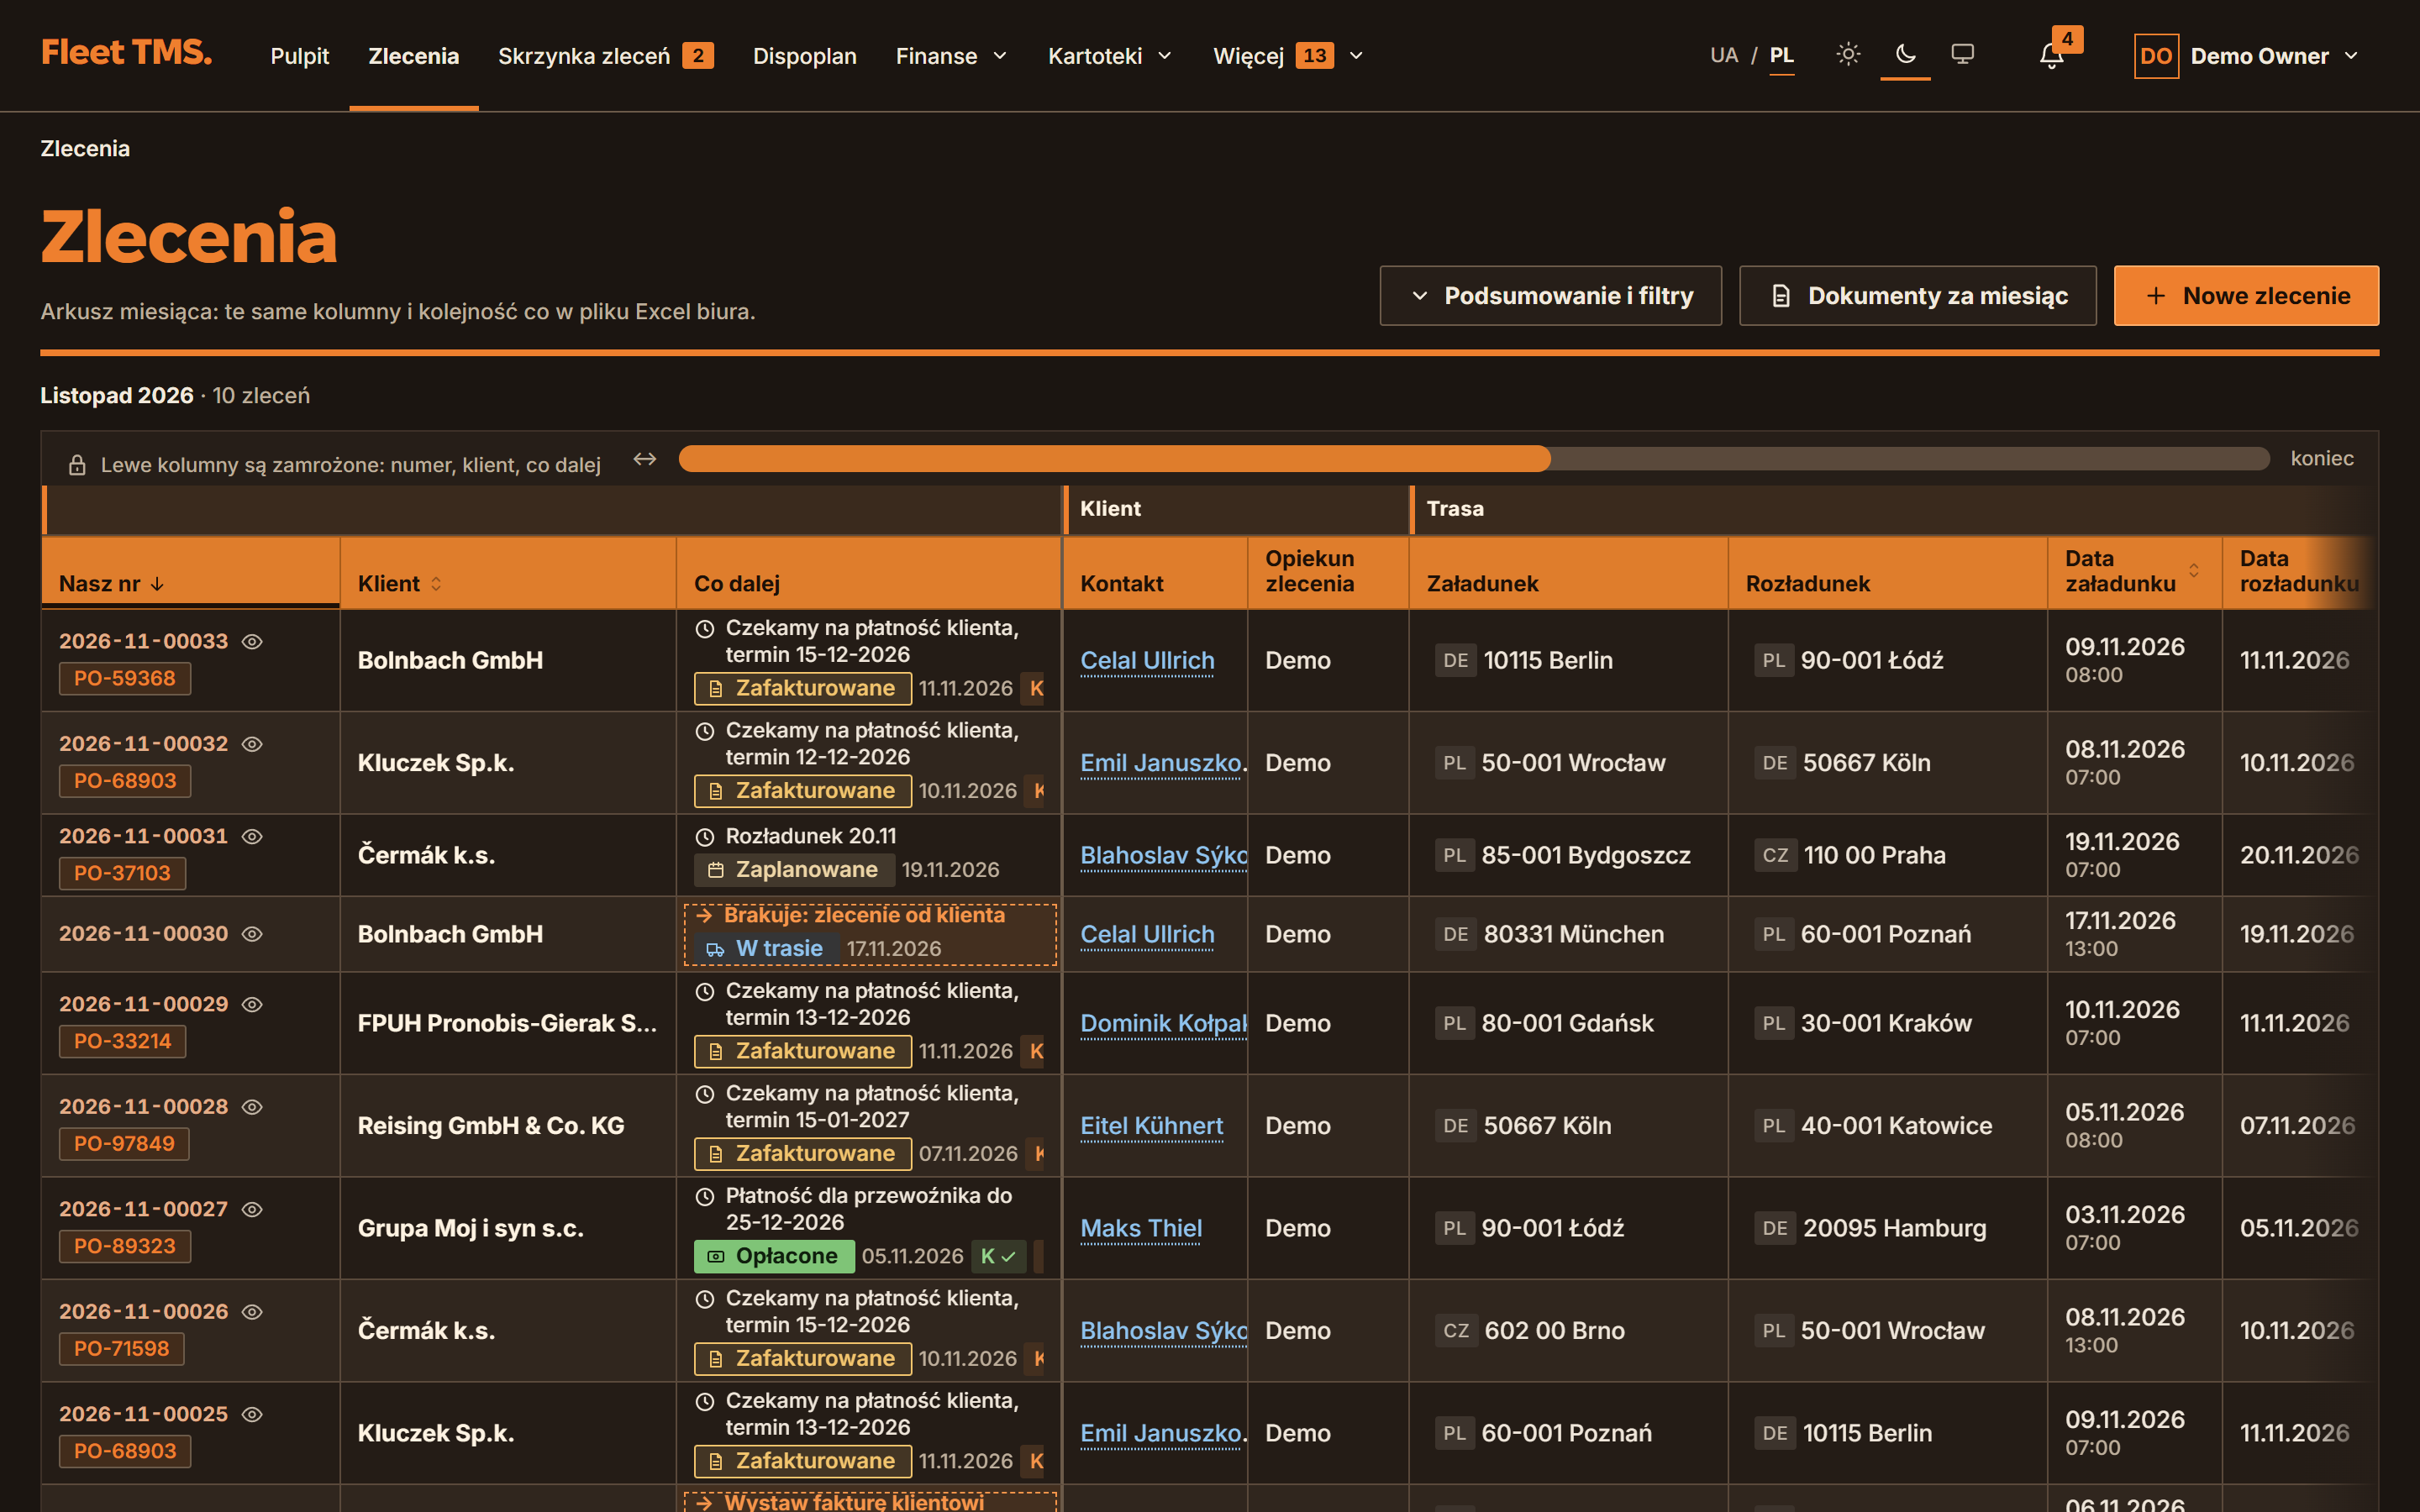 Fleet TMS.
Pulpit
Zlecenia
Skrzynka zleceń 2
Dispoplan
Finanse
Kartoteki
Więcej 13
UA / PL
4
DO Demo Owner
Zlecenia
Zlecenia
Arkusz miesiąca: te same kolumny i kolejność co w pliku Excel biura.
Podsumowanie i filtry
Dokumenty za miesiąc
+ Nowe zlecenie
Listopad 2026 · 10 zleceń
Lewe kolumny są zamrożone: numer, klient, co dalej
koniec
Klient
Trasa
Nasz nr ↓
Klient
Co dalej
Kontakt
Opiekun
zlecenia
Załadunek
Rozładunek
Data
załadunku
Data
rozładunku
2026-11-00033
PO-59368
Bolnbach GmbH
Czekamy na płatność klienta,
termin 15-12-2026
Zafakturowane 11.11.2026 K
Celal Ullrich
Demo
DE 10115 Berlin
PL 90-001 Łódź
09.11.2026
08:00
11.11.2026
2026-11-00032
PO-68903
Kluczek Sp.k.
Czekamy na płatność klienta,
termin 12-12-2026
Zafakturowane 10.11.2026 K
Emil Januszko.
Demo
PL 50-001 Wrocław
DE 50667 Köln
08.11.2026
07:00
10.11.2026
2026-11-00031
PO-37103
Čermák k.s.
Rozładunek 20.11
Zaplanowane 19.11.2026
Blahoslav Sýko
Demo
PL 85-001 Bydgoszcz
CZ 110 00 Praha
19.11.2026
07:00
20.11.2026
2026-11-00030
Bolnbach GmbH
→ Brakuje: zlecenie od klienta
W trasie 17.11.2026
Celal Ullrich
Demo
DE 80331 München
PL 60-001 Poznań
17.11.2026
13:00
19.11.2026
2026-11-00029
PO-33214
FPUH Pronobis-Gierak S...
Czekamy na płatność klienta,
termin 13-12-2026
Zafakturowane 11.11.2026 K
Dominik Kołpak
Demo
PL 80-001 Gdańsk
PL 30-001 Kraków
10.11.2026
07:00
11.11.2026
2026-11-00028
PO-97849
Reising GmbH & Co. KG
Czekamy na płatność klienta,
termin 15-01-2027
Zafakturowane 07.11.2026 K
Eitel Kühnert
Demo
DE 50667 Köln
PL 40-001 Katowice
05.11.2026
08:00
07.11.2026
2026-11-00027
PO-89323
Grupa Moj i syn s.c.
Płatność dla przewoźnika do
25-12-2026
Opłacone 05.11.2026 K ✓
Maks Thiel
Demo
PL 90-001 Łódź
DE 20095 Hamburg
03.11.2026
07:00
05.11.2026
2026-11-00026
PO-71598
Čermák k.s.
Czekamy na płatność klienta,
termin 15-12-2026
Zafakturowane 10.11.2026 K
Blahoslav Sýko
Demo
CZ 602 00 Brno
PL 50-001 Wrocław
08.11.2026
13:00
10.11.2026
2026-11-00025
PO-68903
Kluczek Sp.k.
Czekamy na płatność klienta,
termin 13-12-2026
Zafakturowane 11.11.2026 K
Emil Januszko.
Demo
PL 60-001 Poznań
DE 10115 Berlin
09.11.2026
07:00
11.11.2026
→ Wystaw fakturę klientowi
06.11.2026